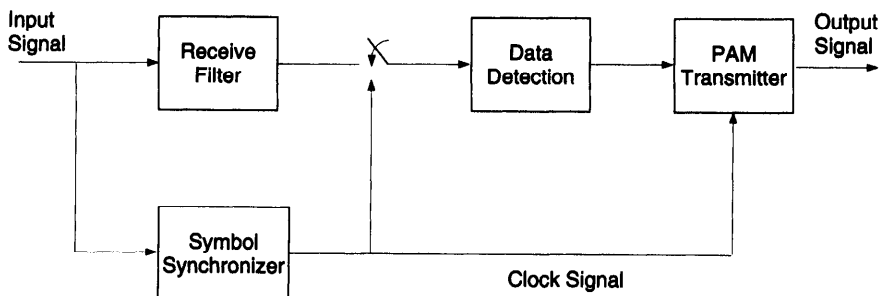 Input
Signal
Receive
Filter
Data
Detection
PAM
Transmitter
Output
Signal
Symbol
Synchronizer
Clock Signal